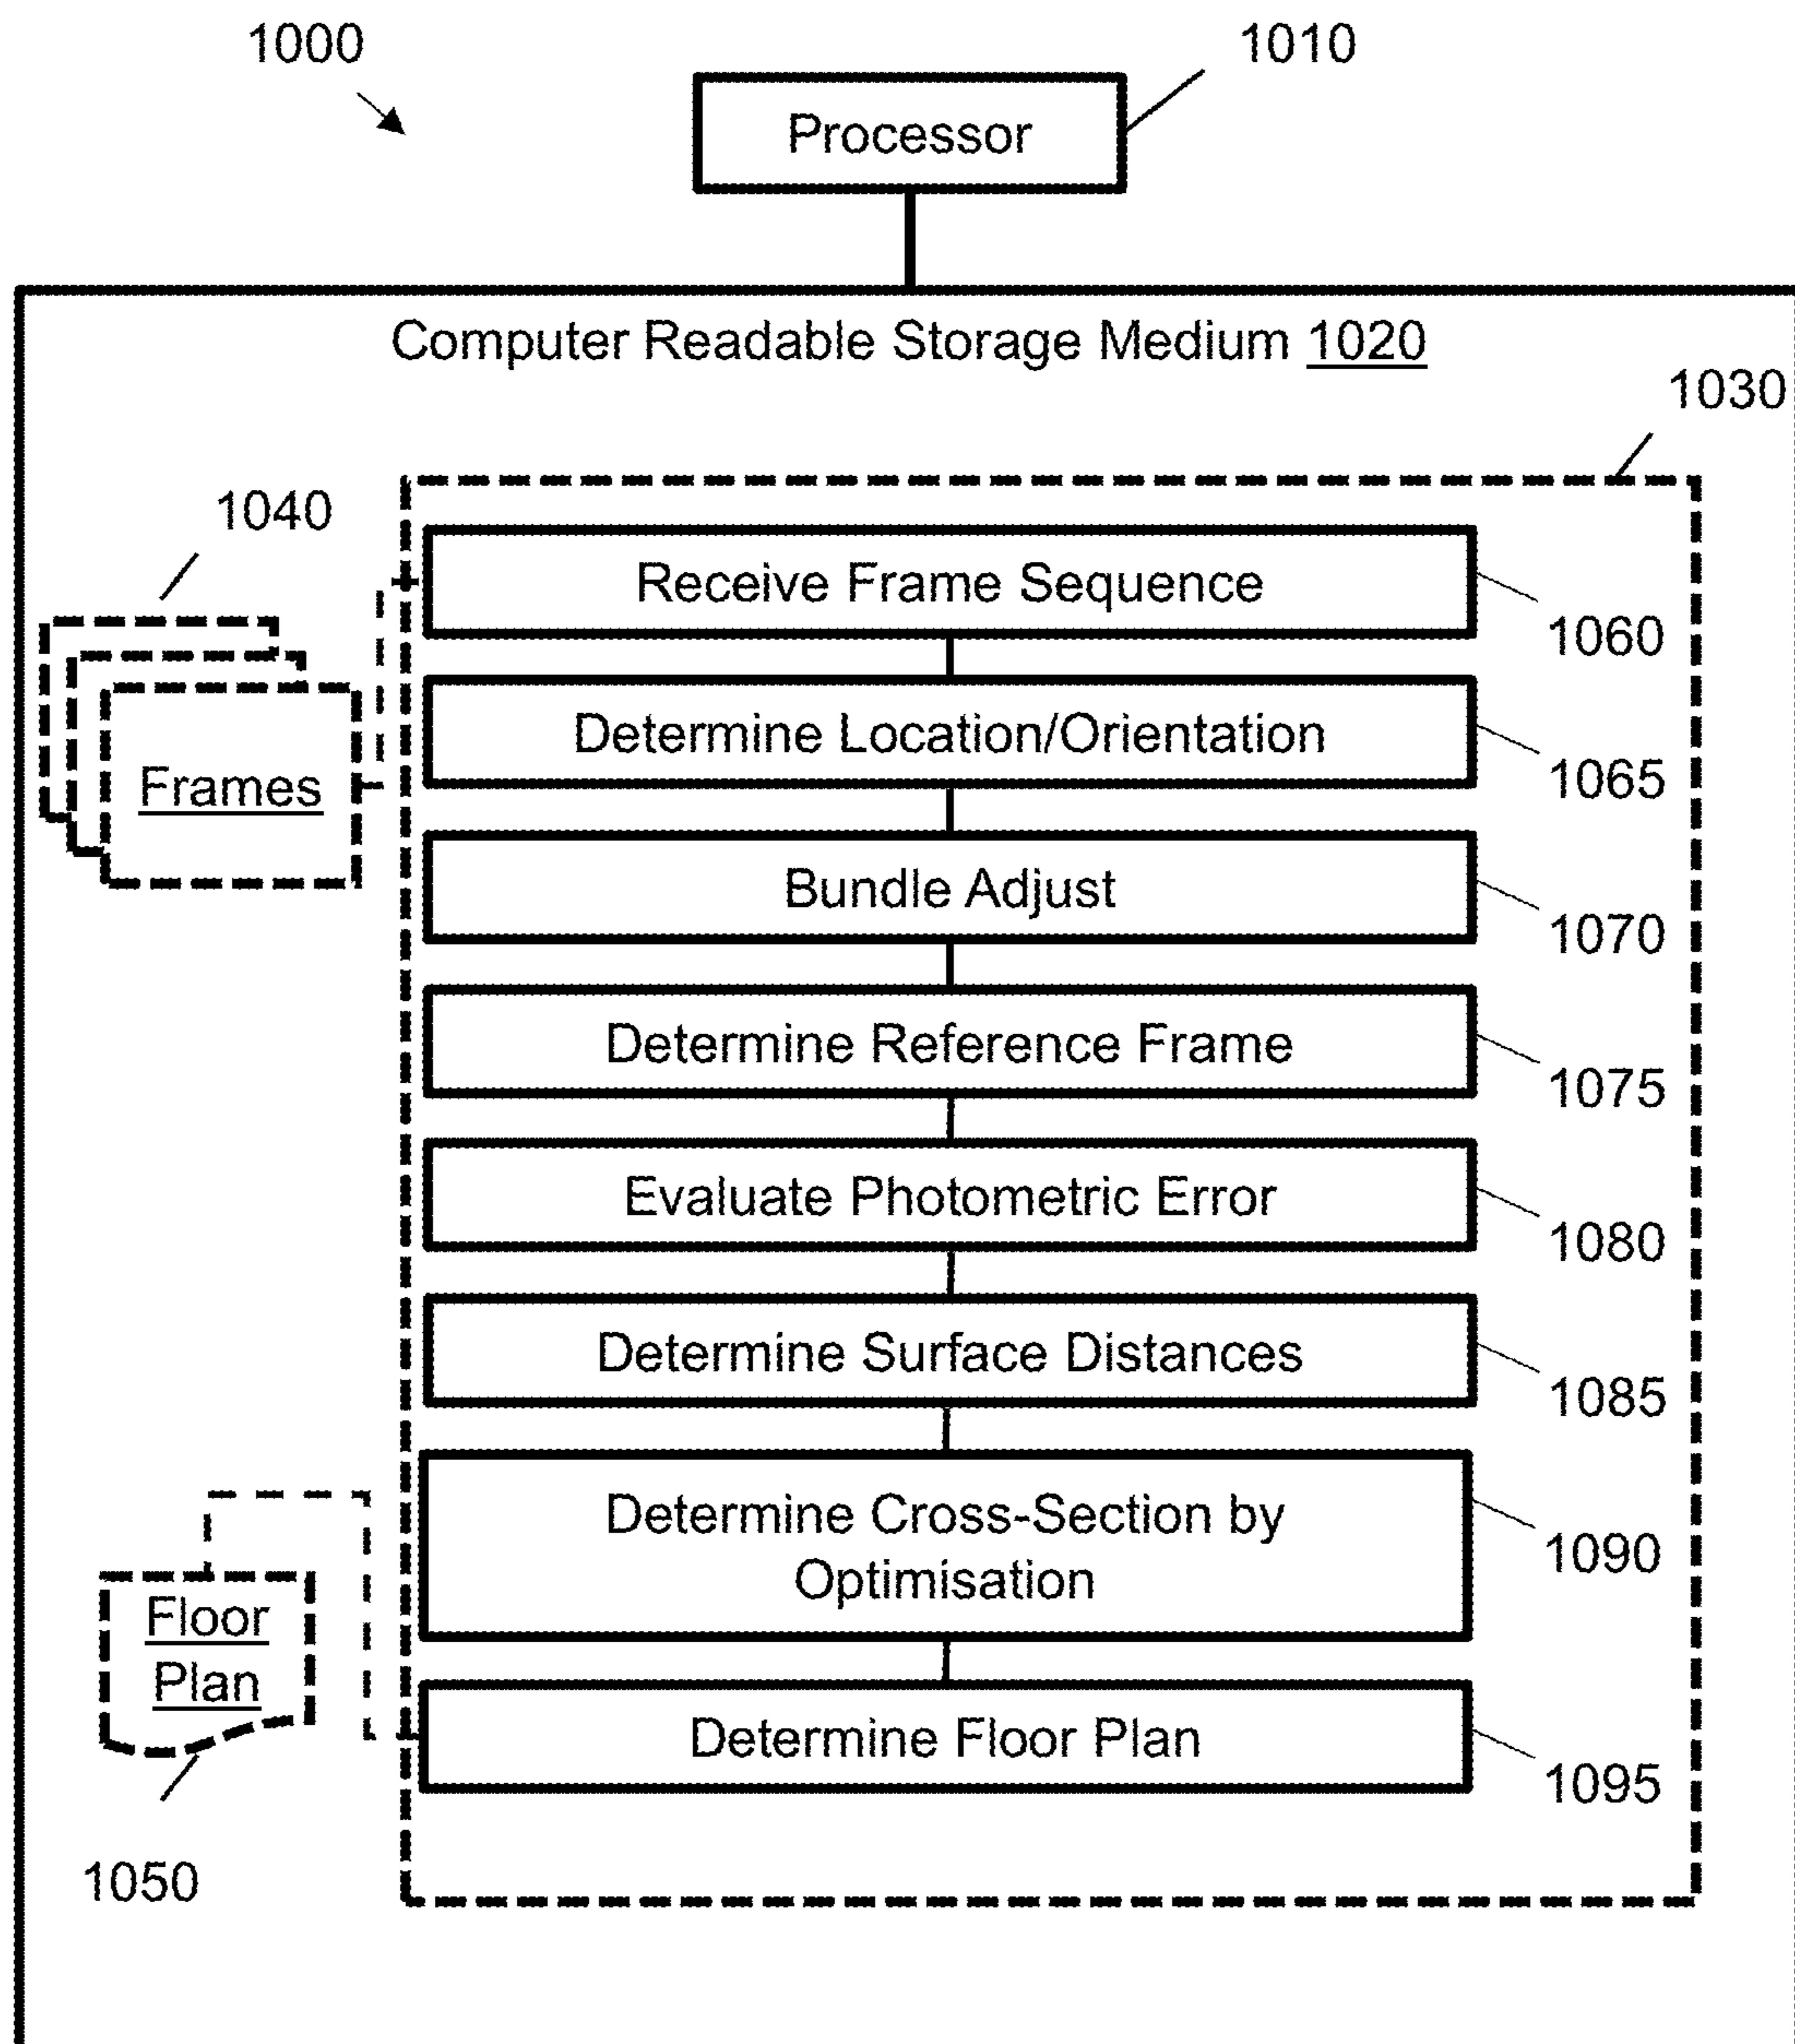 1000
1010
Processor
Computer Readable Storage Medium 1020
1030
1040
Receive Frame Sequence
1060
Determine Location/Orientation
1065
Frames
Bundle Adjust
1070
Determine Reference Frame
1075
Evaluate Photometric Error
1080
Determine Surface Distances
1085
Determine Cross-Section by
Optimisation
1090
Floor
Plan
Determine Floor Plan
1095
1050